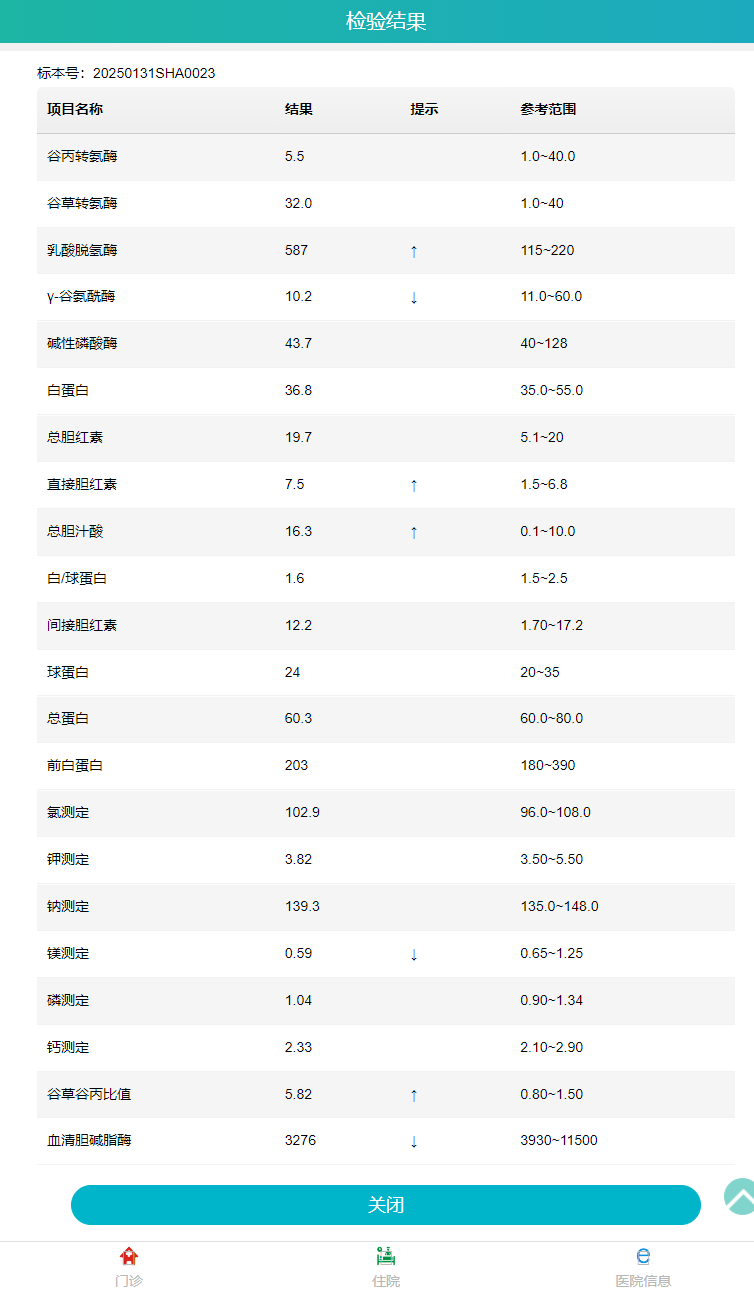 检验结果
标本号：20250131SHA0023
项目名称 结果 提示 参考范围
谷丙转氨酶 5.5 1.0~40.0
谷草转氨酶 32.0 1.0~40
乳酸脱氢酶 587 ↑ 115~220
γ-谷氨酰酶 10.2 ↓ 11.0~60.0
碱性磷酸酶 43.7 40~128
白蛋白 36.8 35.0~55.0
总胆红素 19.7 5.1~20
直接胆红素 7.5 ↑ 1.5~6.8
总胆汁酸 16.3 ↑ 0.1~10.0
白/球蛋白 1.6 1.5~2.5
间接胆红素 12.2 1.70~17.2
球蛋白 24 20~35
总蛋白 60.3 60.0~80.0
前白蛋白 203 180~390
氯测定 102.9 96.0~108.0
钾测定 3.82 3.50~5.50
钠测定 139.3 135.0~148.0
镁测定 0.59 ↓ 0.65~1.25
磷测定 1.04 0.90~1.34
钙测定 2.33 2.10~2.90
谷草谷丙比值 5.82 ↑ 0.80~1.50
血清胆碱脂酶 3276 ↓ 3930~11500
关闭
门诊 住院 医院信息